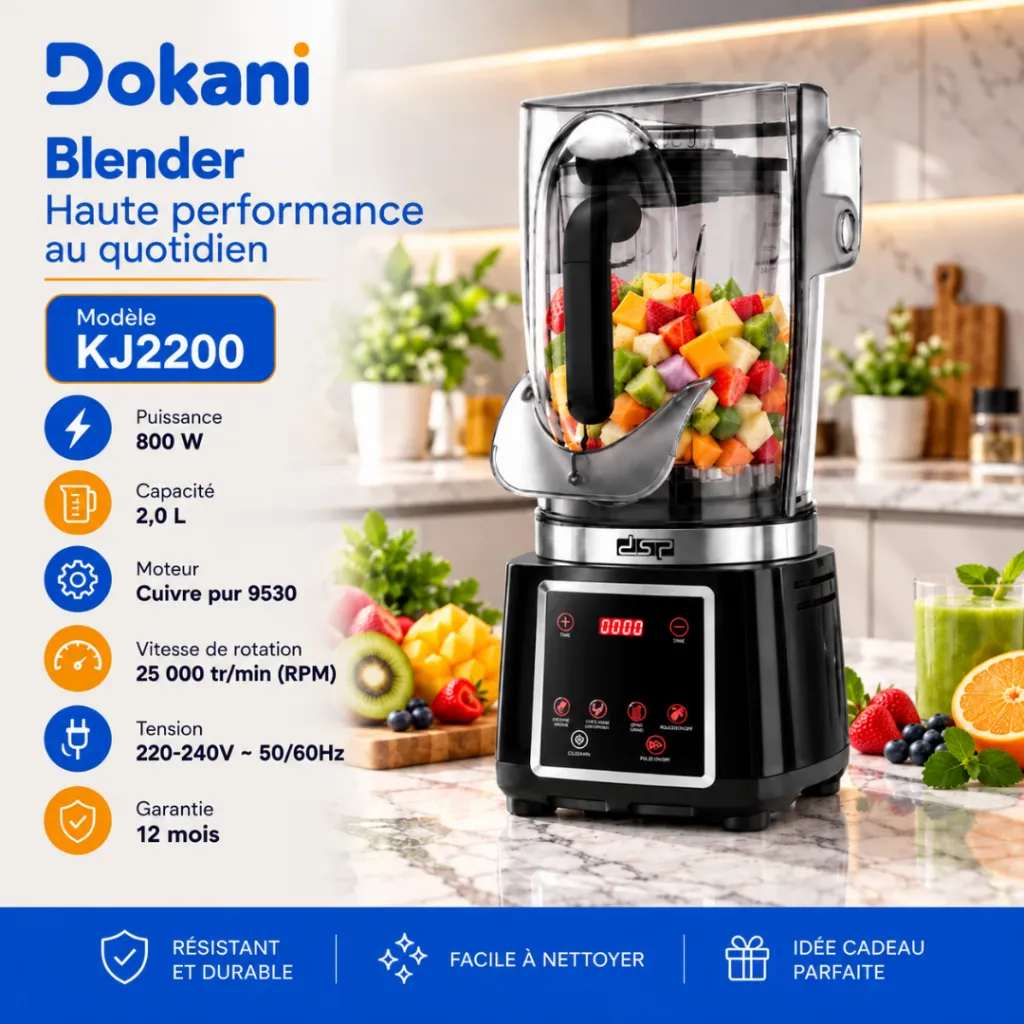 Dokani
Blender
Haute performance
au quotidien
Modèle
KJ2200
Puissance
800 W
Capacité
2,0 L
Moteur
Cuivre pur 9530
Vitesse de rotation
25 000 tr/min (RPM)
Tension
220-240V ~ 50/60Hz
Garantie
12 mois
dsp
0000
TIME
RÉSISTANT
ET DURABLE
FACILE À NETTOYER
IDÉE CADEAU
PARFAITE